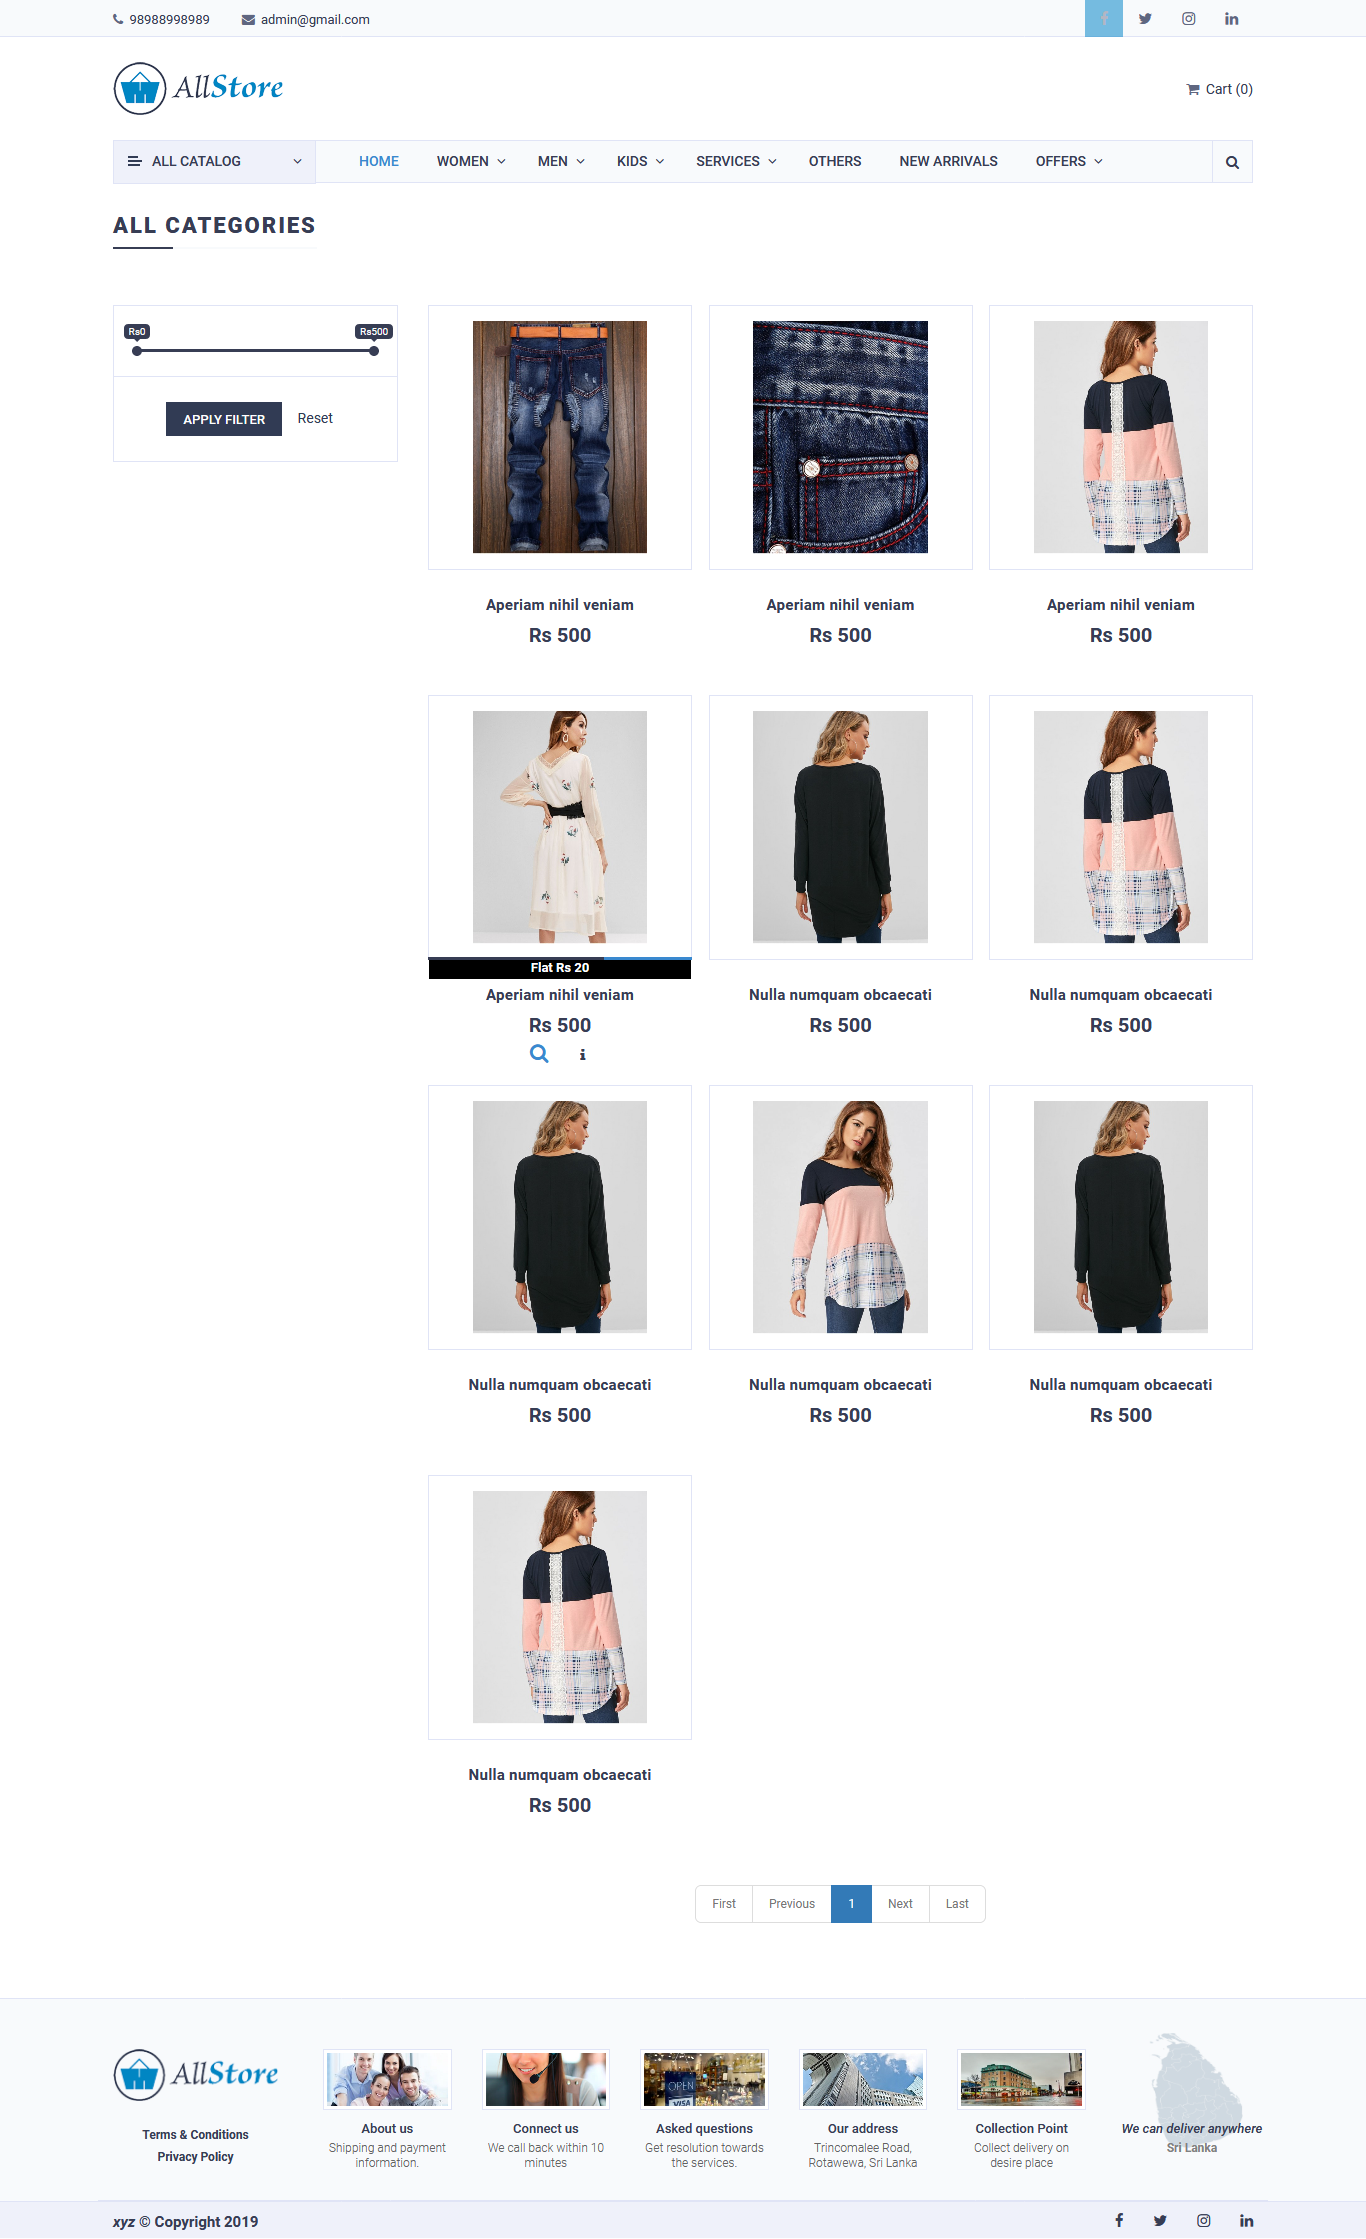 98988998989 admin@gmail.com
AllStore
Cart (0)
ALL CATALOG HOME WOMEN MEN KIDS SERVICES OTHERS NEW ARRIVALS OFFERS
ALL CATEGORIES
Rs0 Rs500
APPLY FILTER Reset
Aperiam nihil veniam Aperiam nihil veniam Aperiam nihil veniam
Rs 500 Rs 500 Rs 500
Flat Rs 20
Aperiam nihil veniam Nulla numquam obcaecati Nulla numquam obcaecati
Rs 500 Rs 500 Rs 500
Nulla numquam obcaecati Nulla numquam obcaecati Nulla numquam obcaecati
Rs 500 Rs 500 Rs 500
Nulla numquam obcaecati
Rs 500
First Previous 1 Next Last
AllStore
Terms & Conditions
Privacy Policy
OPEN
VISA
About us
Shipping and payment
information.
Connect us
We call back within 10
minutes
Asked questions
Get resolution towards
the services.
Our address
Trincomalee Road,
Rotawewa, Sri Lanka
Collection Point
Collect delivery on
desire place
We can deliver anywhere
Sri Lanka
xyz © Copyright 2019